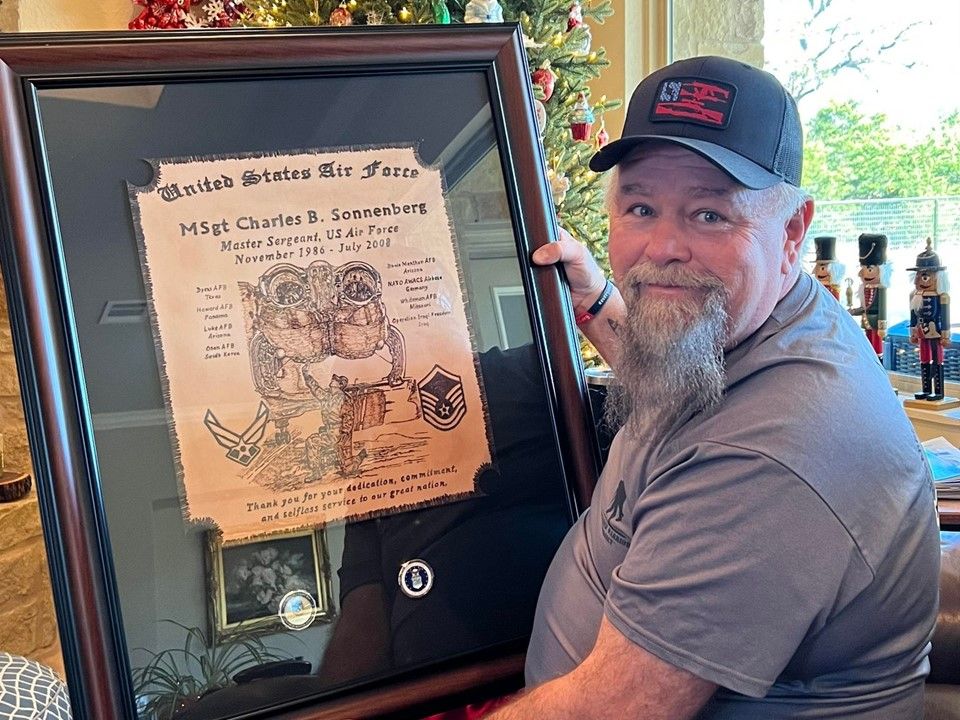 United States Air Force
MSgt Charles B. Sonnenberg
Master Sergeant, US Air Force
November 1986 - July 2008
Dyess AFB
Texas
Howard AFB
Panama
Luke AFB
Arizona
Osan AFB
South Korea
Davis Monthan AFB
Arizona
NATO AWACS Airbase
Germany
Whiteman AFB
Missouri
Operation Iraqi Freedom
Iraq
Thank you for your dedication, commitment,
and selfless service to our great nation.